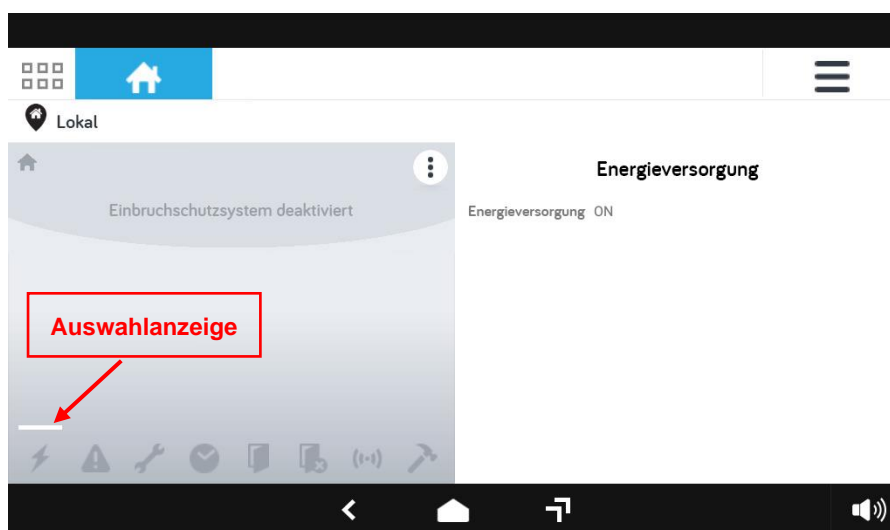 Lokal
Einbruchschutzsystem deaktiviert
Auswahlanzeige
Energieversorgung
Energieversorgung ON